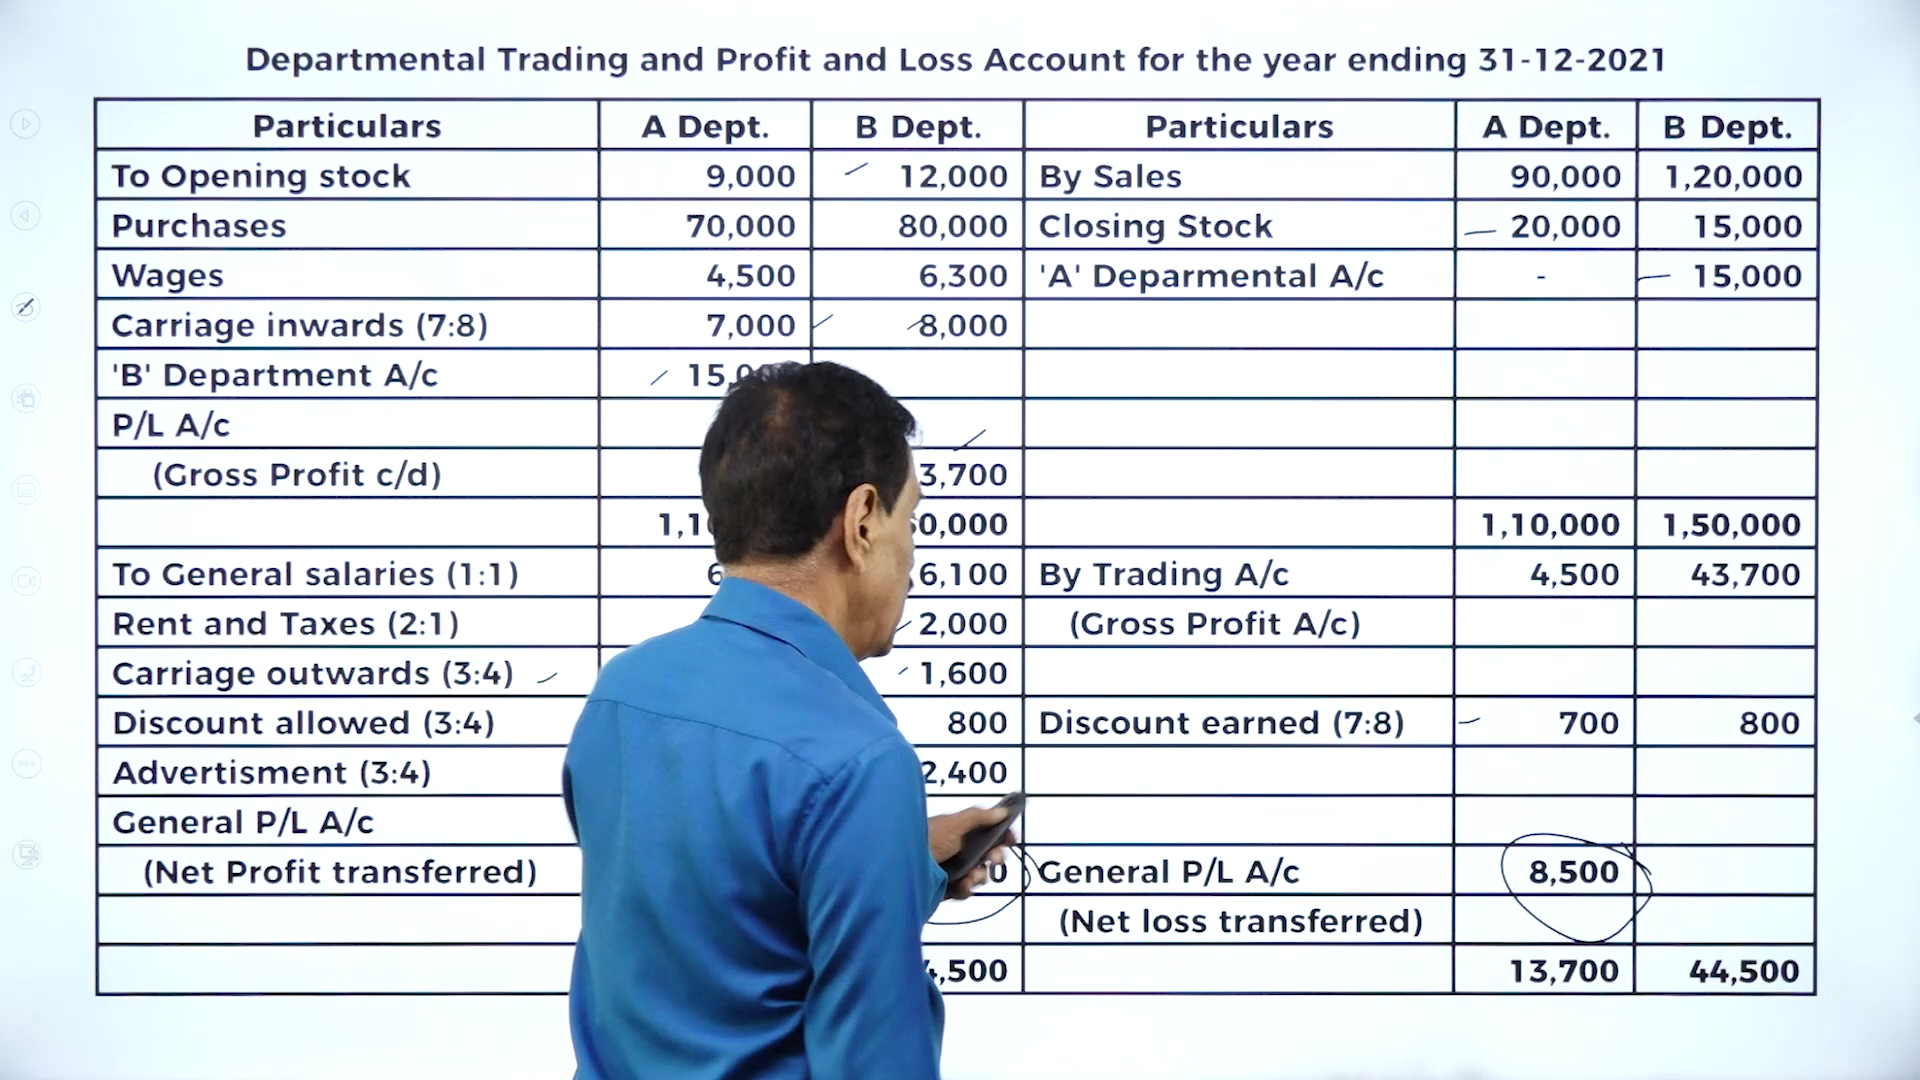 Departmental Trading and Profit and Loss Account for the year ending 31-12-2021
Particulars A Dept. B Dept. Particulars A Dept. B Dept.
To Opening stock 9,000 12,000 By Sales 90,000 1,20,000
Purchases 70,000 80,000 Closing Stock 20,000 15,000
Wages 4,500 6,300 'A' Deparmental A/c - 15,000
Carriage inwards (7:8) 7,000 8,000
'B' Department A/c
P/L A/c
(Gross Profit c/d)
1,10,000 1,50,000
To General salaries (1:1) 6,100 By Trading A/c 4,500 43,700
Rent and Taxes (2:1) 2,000 (Gross Profit A/c)
Carriage outwards (3:4) 1,600
Discount allowed (3:4) 800 Discount earned (7:8) 700 800
Advertisment (3:4) 2,400
General P/L A/c
(Net Profit transferred) General P/L A/c 8,500
(Net loss transferred)
13,700 44,500